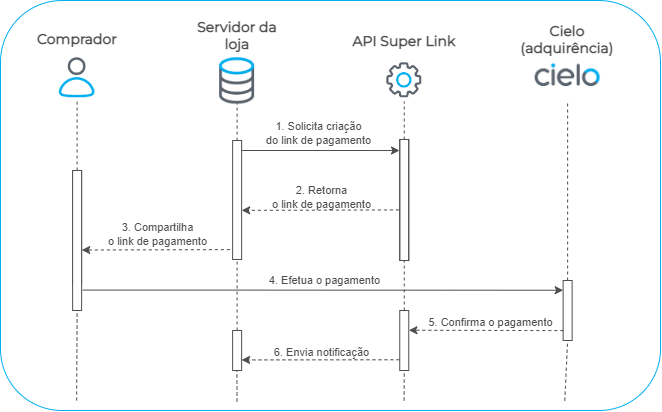 Comprador
Servidor da
loja
API Super Link
Cielo
(adquirência)
cielo
1. Solicita criação
do link de pagamento
2. Retorna
o link de pagamento
3. Compartilha
o link de pagamento
4. Efetua o pagamento
5. Confirma o pagamento
6. Envia notificação